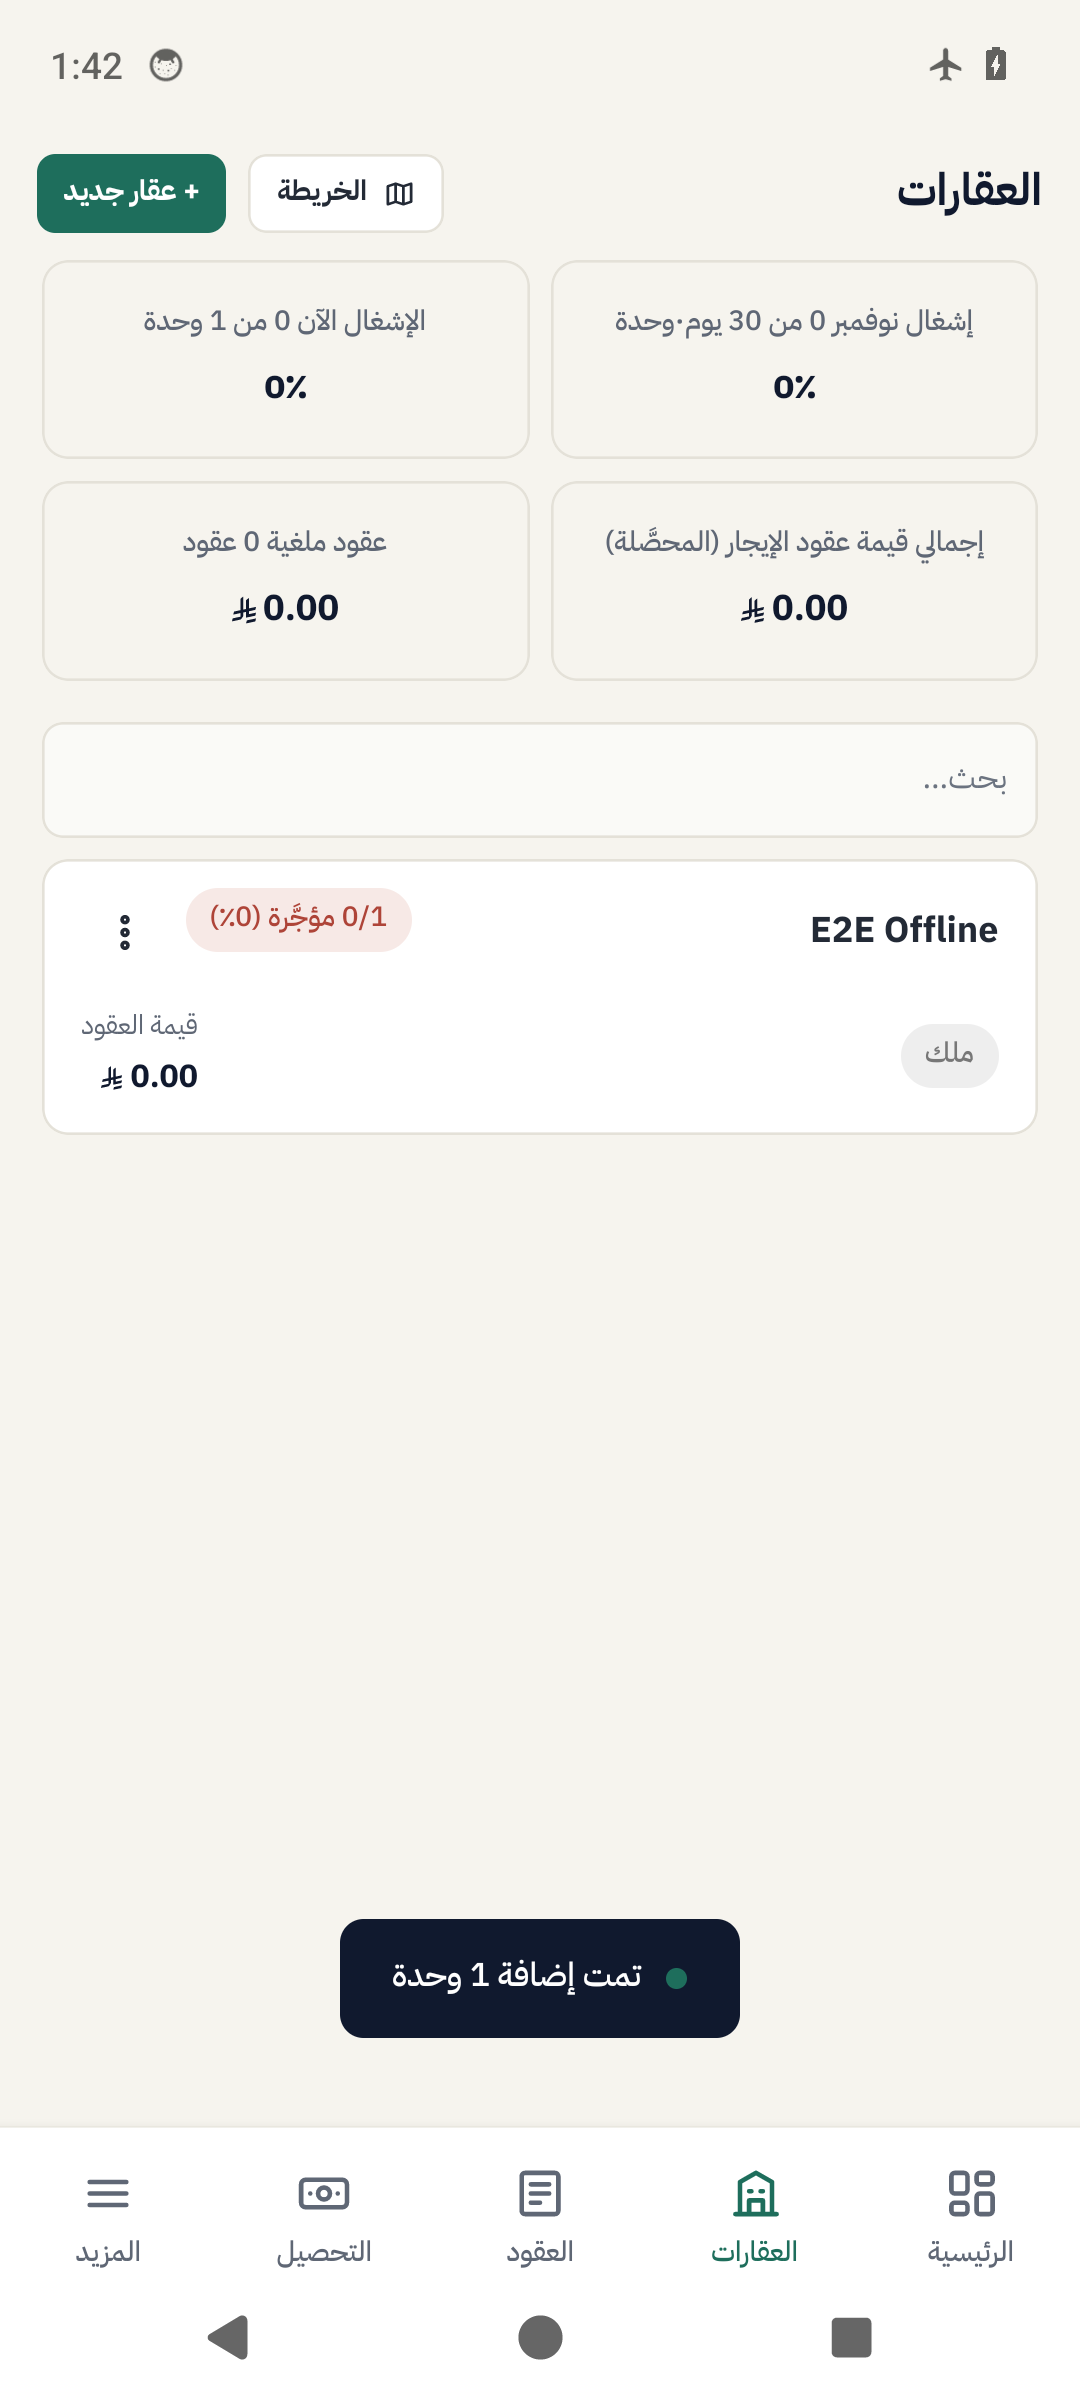 1:42
العقارات
الخريطة
+ عقار جديد
إشغال نوفمبر 0 من 30 يوم·وحدة
0٪
الإشغال الآن 0 من 1 وحدة
0٪
إجمالي قيمة عقود الإيجار (المحصَّلة)
0.00 ⃁
عقود ملغية 0 عقود
0.00 ⃁
بحث...
E2E Offline
0/1 مؤجَّرة (0٪)
ملك
قيمة العقود
0.00 ⃁
تمت إضافة 1 وحدة
الرئيسية
العقارات
العقود
التحصيل
المزيد